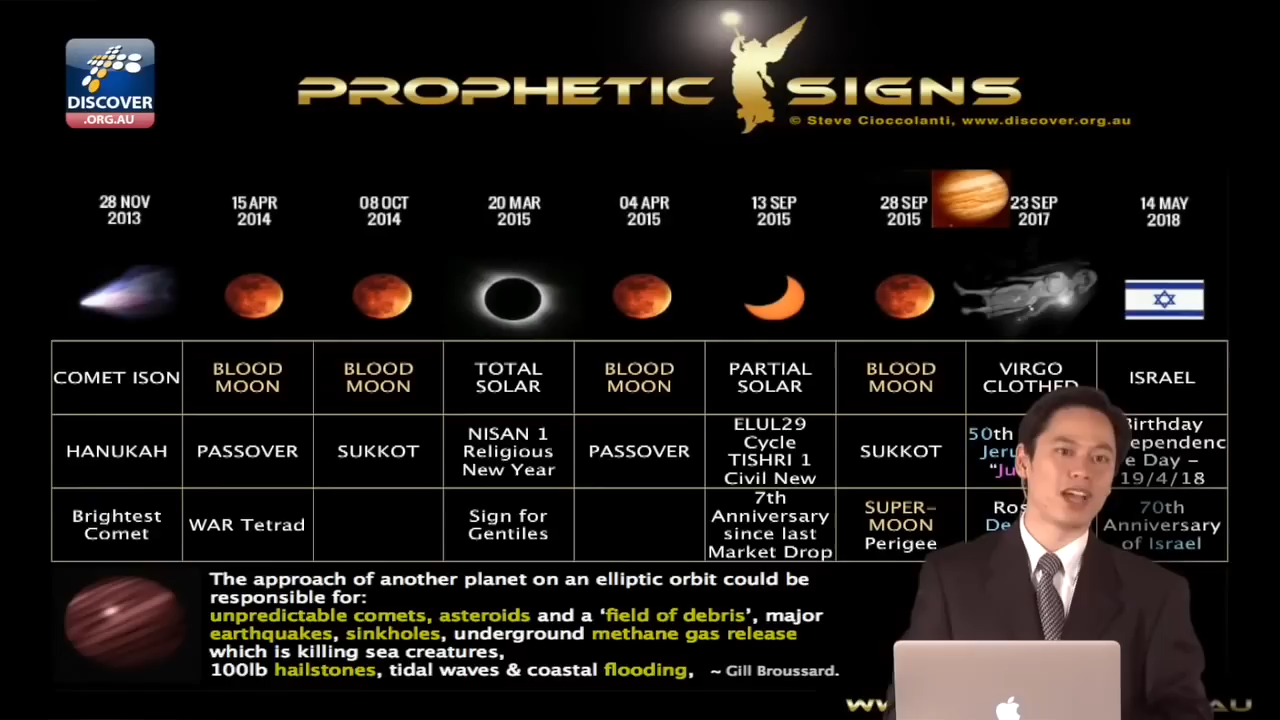 DISCOVER
.ORG.AU
PROPHETIC SIGNS
© Steve Cioccolanti, www.discover.org.au
28 NOV 2013
15 APR 2014
08 OCT 2014
20 MAR 2015
04 APR 2015
13 SEP 2015
28 SEP 2015
23 SEP 2017
14 MAY 2018
COMET ISON
BLOOD MOON
BLOOD MOON
TOTAL SOLAR
BLOOD MOON
PARTIAL SOLAR
BLOOD MOON
VIRGO CLOTHED
ISRAEL
HANUKAH
PASSOVER
SUKKOT
NISAN 1
Religious
New Year
PASSOVER
ELUL29
Cycle
TISHRI 1
Civil New
SUKKOT
50th
Birthday
19/4/18
Brightest
Comet
WAR Tetrad
Sign for
Gentiles
7th
Anniversary
since last
Market Drop
SUPER-
MOON
Perigee
70th
Anniversary
of Israel
The approach of another planet on an elliptic orbit could be
responsible for:
unpredictable comets, asteroids and a ‘field of debris’, major
earthquakes, sinkholes, underground methane gas release
which is killing sea creatures,
100lb hailstones, tidal waves & coastal flooding, ~ Gill Broussard.